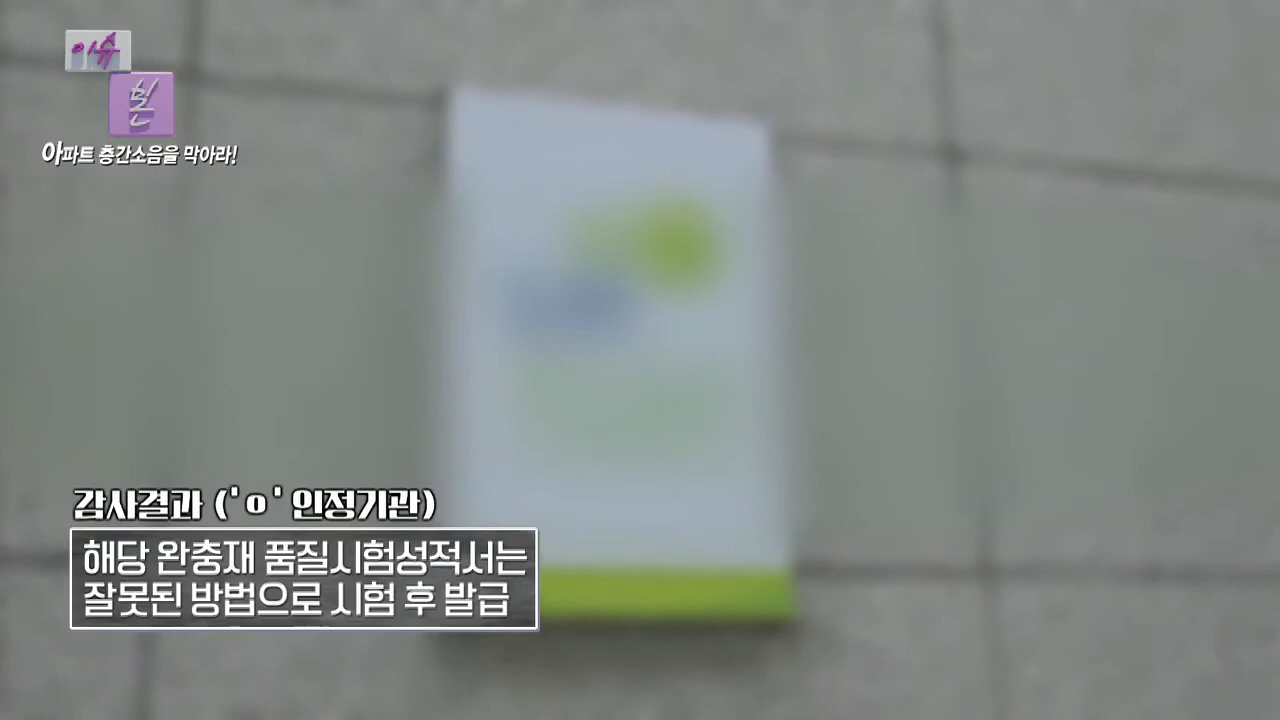 이슈
본
아파트 층간소음을 막아라!
감사결과 ('o' 인정기관)
해당 완충재 품질시험성적서는
잘못된 방법으로 시험 후 발급